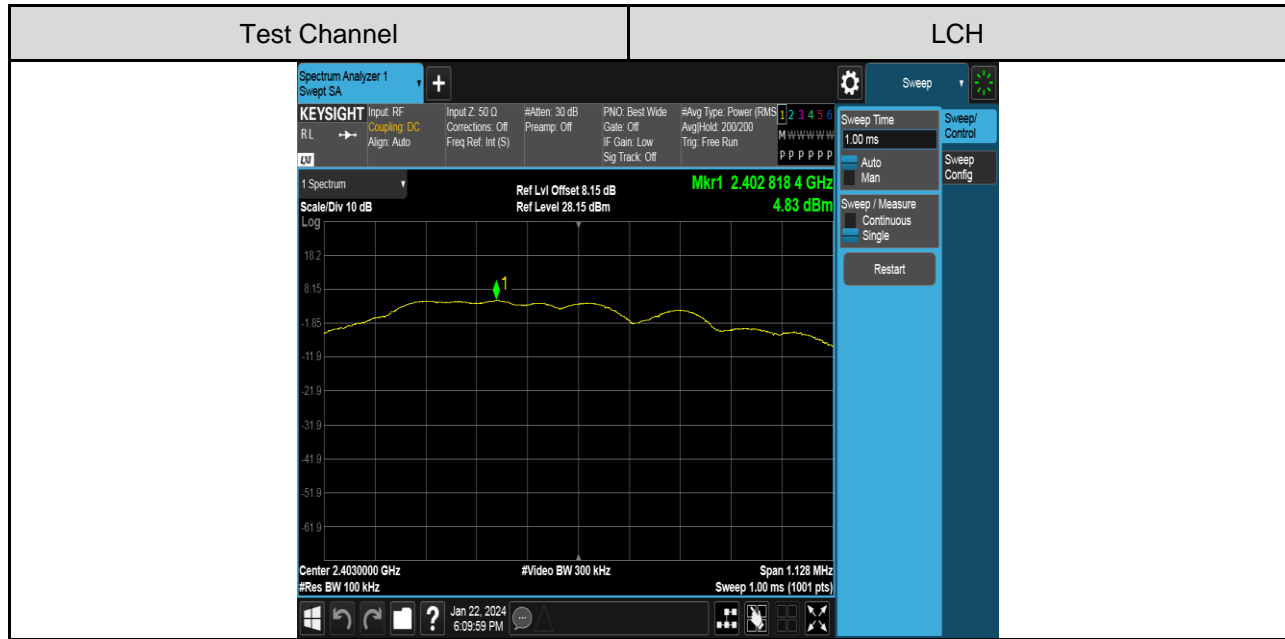 Test Channel
LCH
Spectrum Analyzer 1
Swept SA
+
Sweep
KEYSIGHT
RL
LXI
Input: RF
Coupling: DC
Align: Auto
Input Z: 50 Ω
Corrections: Off
Freq Ref: Int (S)
#Atten: 30 dB
Preamp: Off
PNO: Best Wide
Gate: Off
IF Gain: Low
Sig Track: Off
#Avg Type: Power (RMS
Avg|Hold: 200/200
Trig: Free Run
1 2 3 4 5 6
M W W W W W
P P P P P P
Sweep Time
1.00 ms
Auto
Man
Sweep / Measure
Continuous
Single
Restart
Sweep/
Control
Sweep
Config
1 Spectrum
Scale/Div 10 dB
Log
Ref Lvl Offset 8.15 dB
Ref Level 28.15 dBm
Mkr1 2.402 818 4 GHz
4.83 dBm
18.2
8.15
-1.85
-11.9
-21.9
-31.9
-41.9
-51.9
-61.9
1
Center 2.4030000 GHz
#Res BW 100 kHz
#Video BW 300 kHz
Span 1.128 MHz
Sweep 1.00 ms (1001 pts)
?
Jan 22, 2024
6:09:59 PM